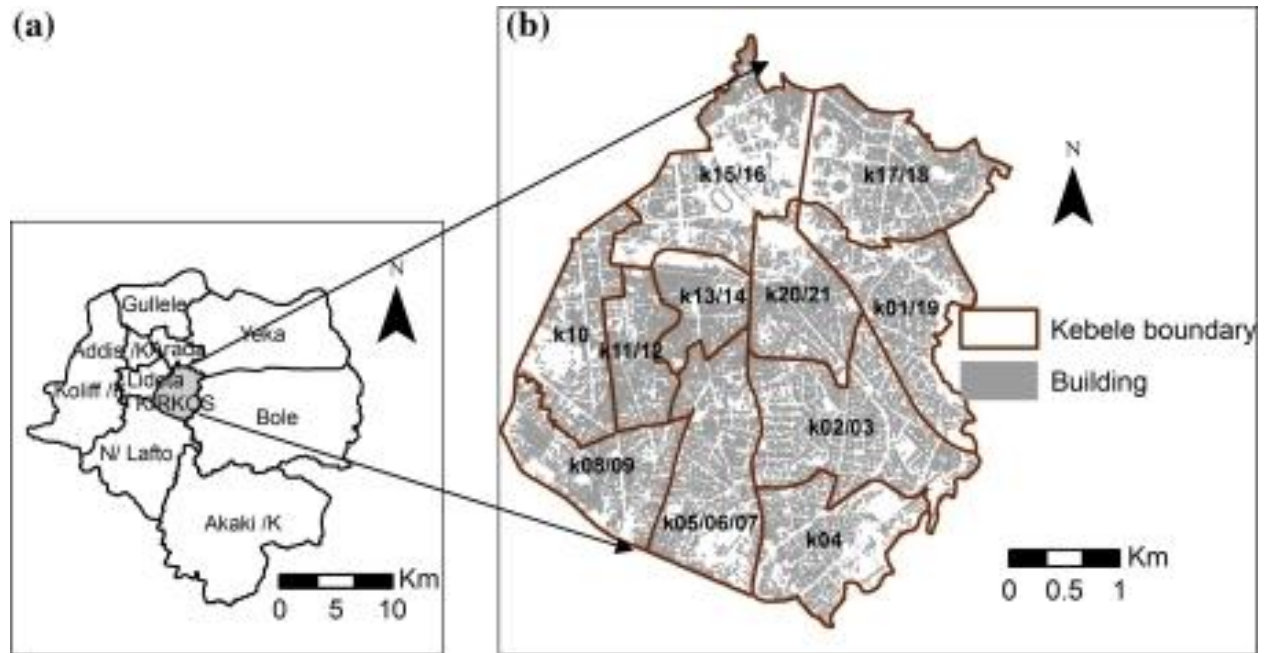 (a)
N
Gullele
Yeka
Addis /K
Arada
Lideta
Koliff /
KIRKOS
Bole
N/ Lafto
Akaki /K
Km
0 5 10
(b)
N
k15/16
k17/18
k13/14
k20/21
k01/19
k10
k11/12
k02/03
k08/09
k05/06/07
k04
Kebele boundary
Building
Km
0 0.5 1